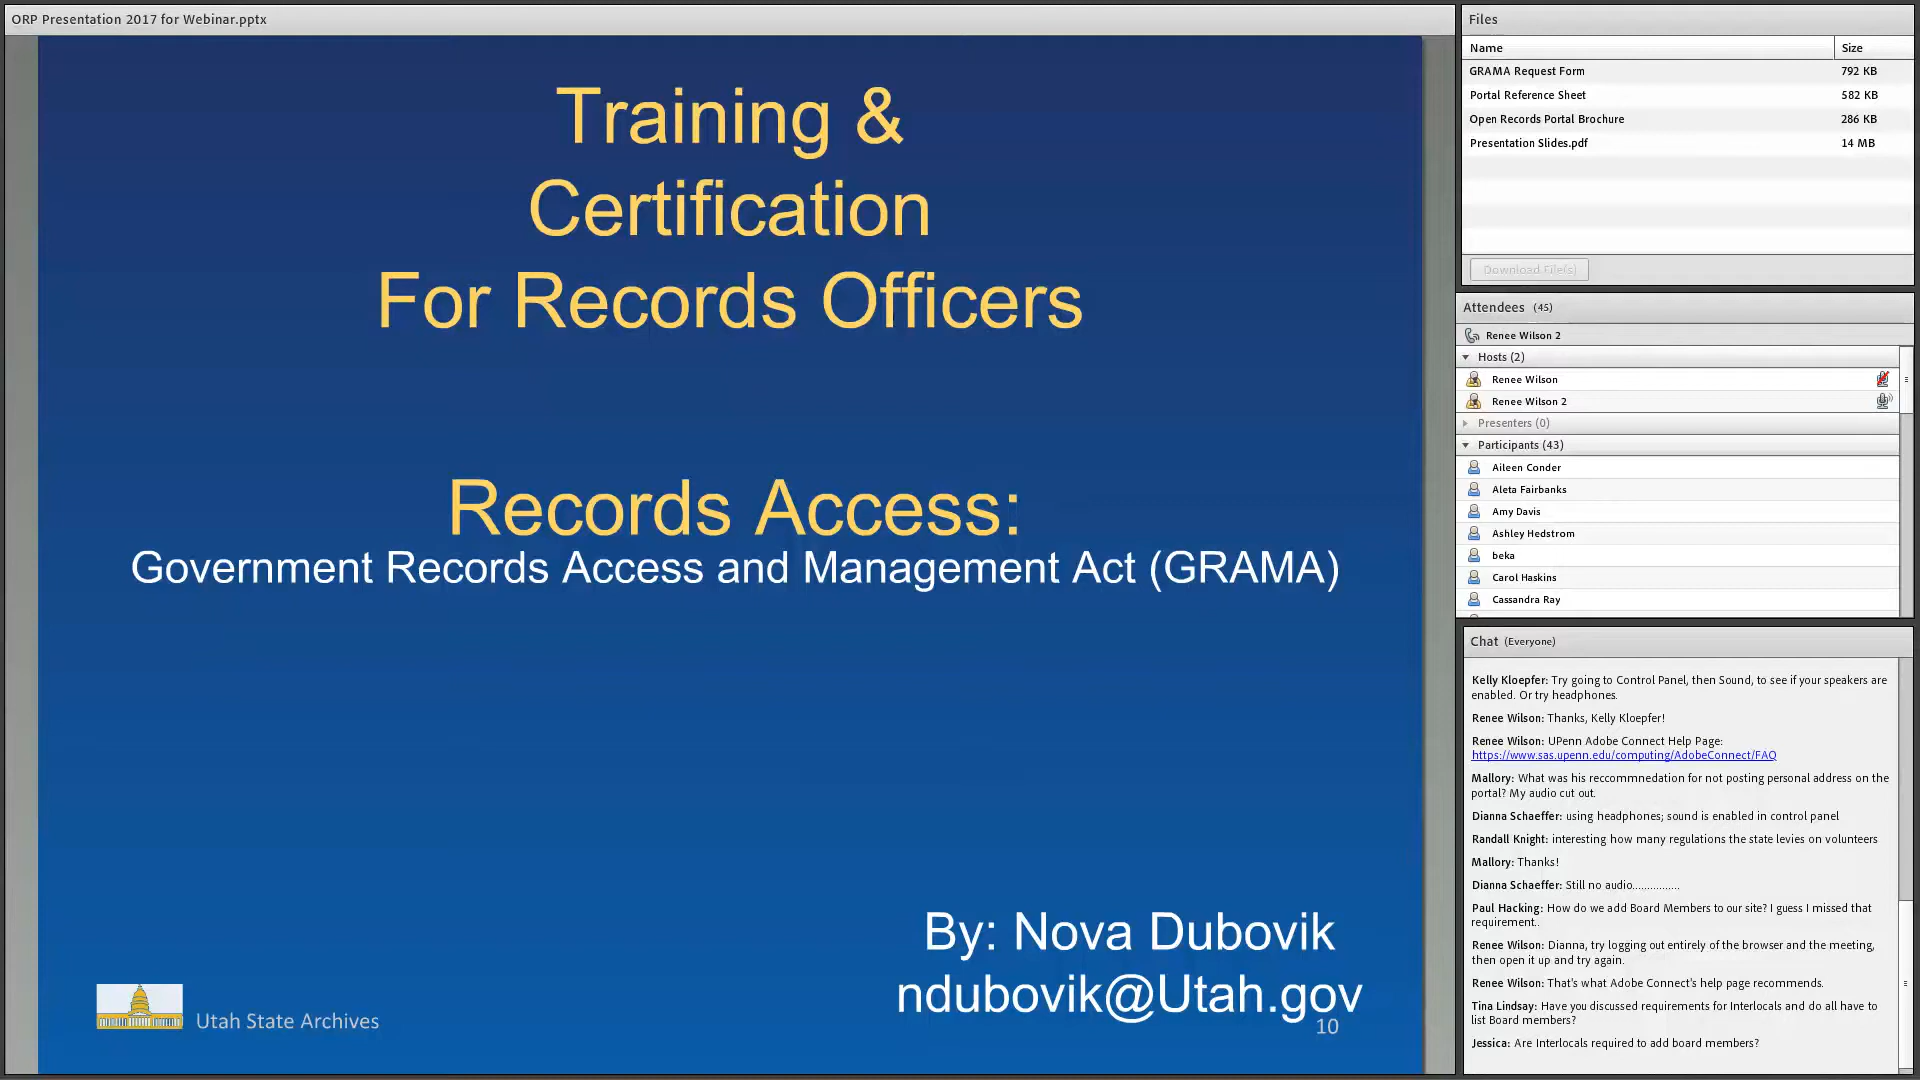 ORP Presentation 2017 for Webinar.pptx
Training &
Certification
For Records Officers
Records Access:
Government Records Access and Management Act (GRAMA)
By: Nova Dubovik
ndubovik@Utah.gov
Utah State Archives
10
Files
Name Size
GRAMA Request Form 792 KB
Portal Reference Sheet 582 KB
Open Records Portal Brochure 286 KB
Presentation Slides.pdf 14 MB
Download File(s)
Attendees (45)
Renee Wilson 2
Hosts (2)
Renee Wilson
Renee Wilson 2
Presenters (0)
Participants (43)
Aileen Conder
Aleta Fairbanks
Amy Davis
Ashley Hedstrom
beka
Carol Haskins
Cassandra Ray
Chat (Everyone)
Kelly Kloepfer: Try going to Control Panel, then Sound, to see if your speakers are
enabled. Or try headphones.
Renee Wilson: Thanks, Kelly Kloepfer!
Renee Wilson: UPenn Adobe Connect Help Page:
https://www.sas.upenn.edu/computing/AdobeConnect/FAQ
Mallory: What was his reccommnedation for not posting personal address on the
portal? My audio cut out.
Dianna Schaeffer: using headphones; sound is enabled in control panel
Randall Knight: interesting how many regulations the state levies on volunteers
Mallory: Thanks!
Dianna Schaeffer: Still no audio...............
Paul Hacking: How do we add Board Members to our site? I guess I missed that
requirement..
Renee Wilson: Dianna, try logging out entirely of the browser and the meeting,
then open it up and try again.
Renee Wilson: That's what Adobe Connect's help page recommends.
Tina Lindsay: Have you discussed requirements for Interlocals and do all have to
list Board members?
Jessica: Are Interlocals required to add board members?